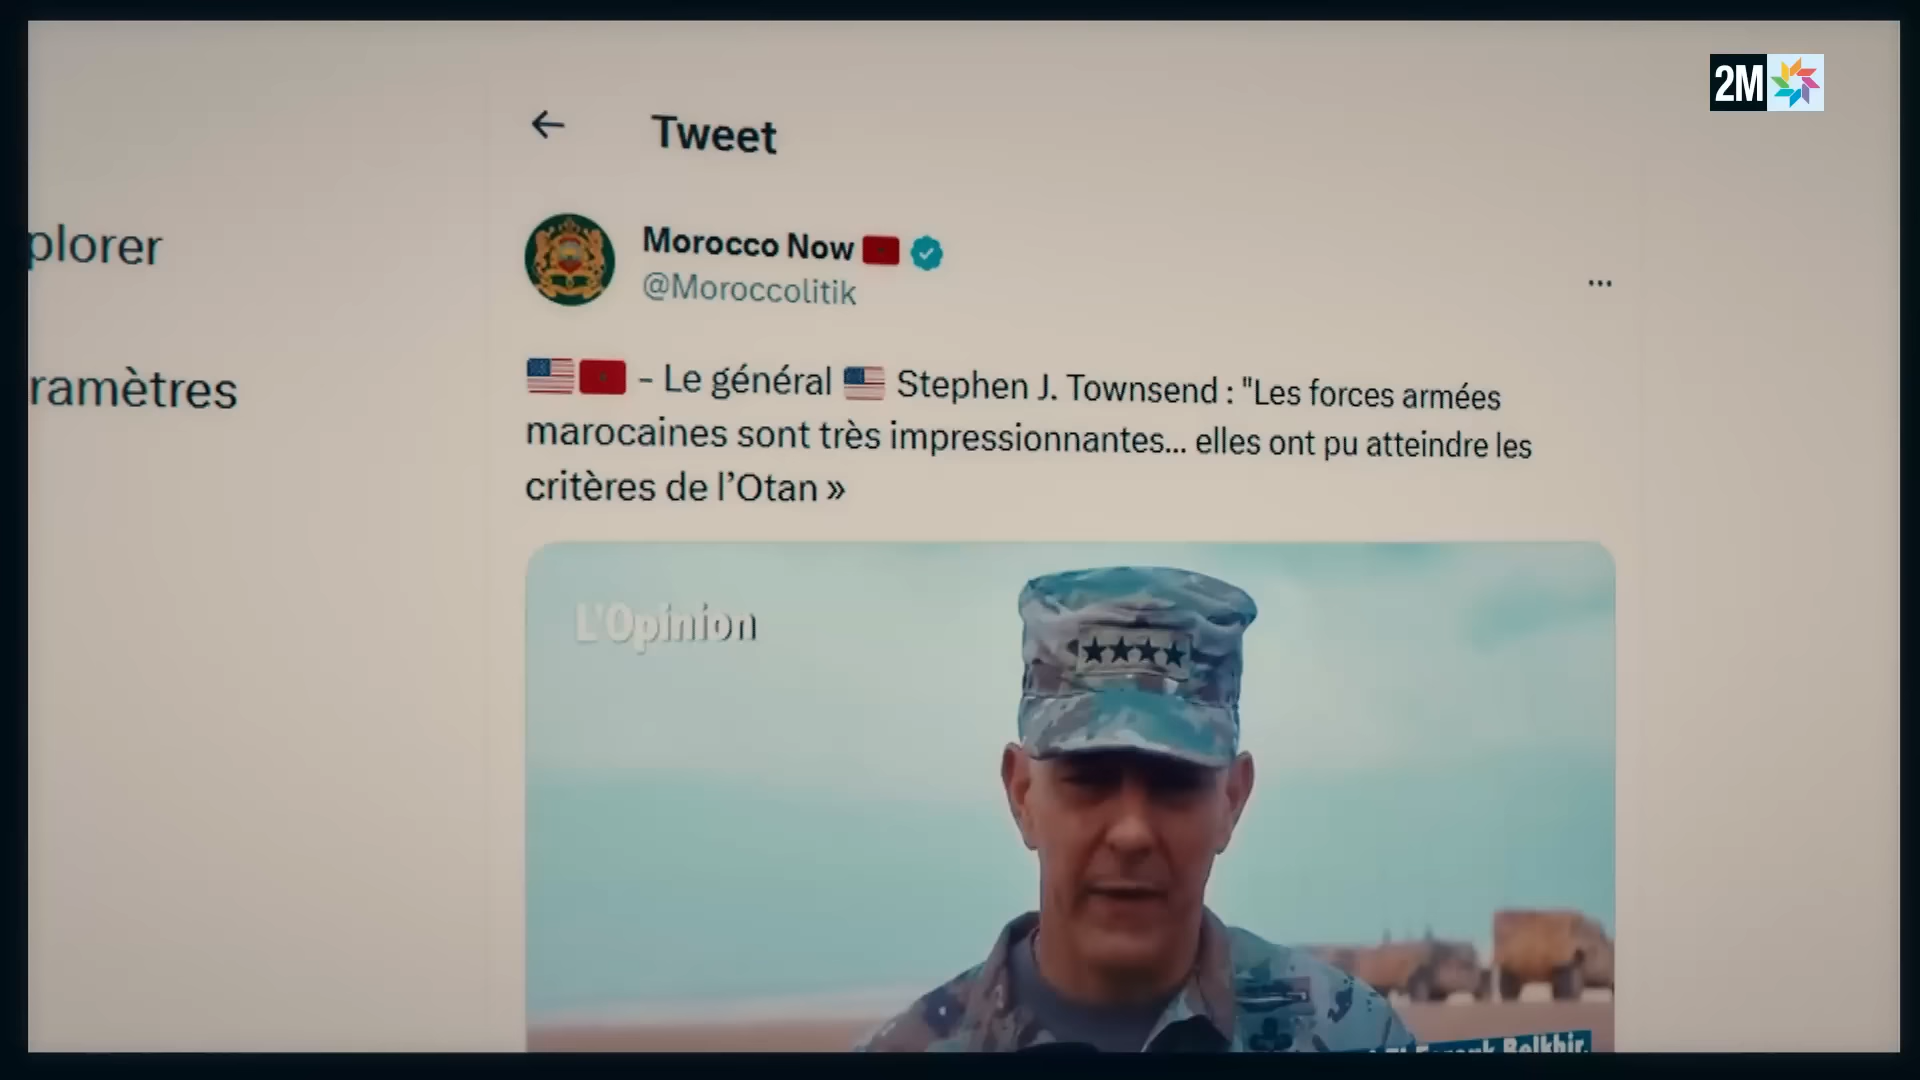 2M
Tweet
plorer
Morocco Now
@Moroccolitik
...
ramètres
- Le général Stephen J. Townsend : "Les forces armées
marocaines sont très impressionnantes... elles ont pu atteindre les
critères de l’Otan »
L'Opinion
Belkhir,